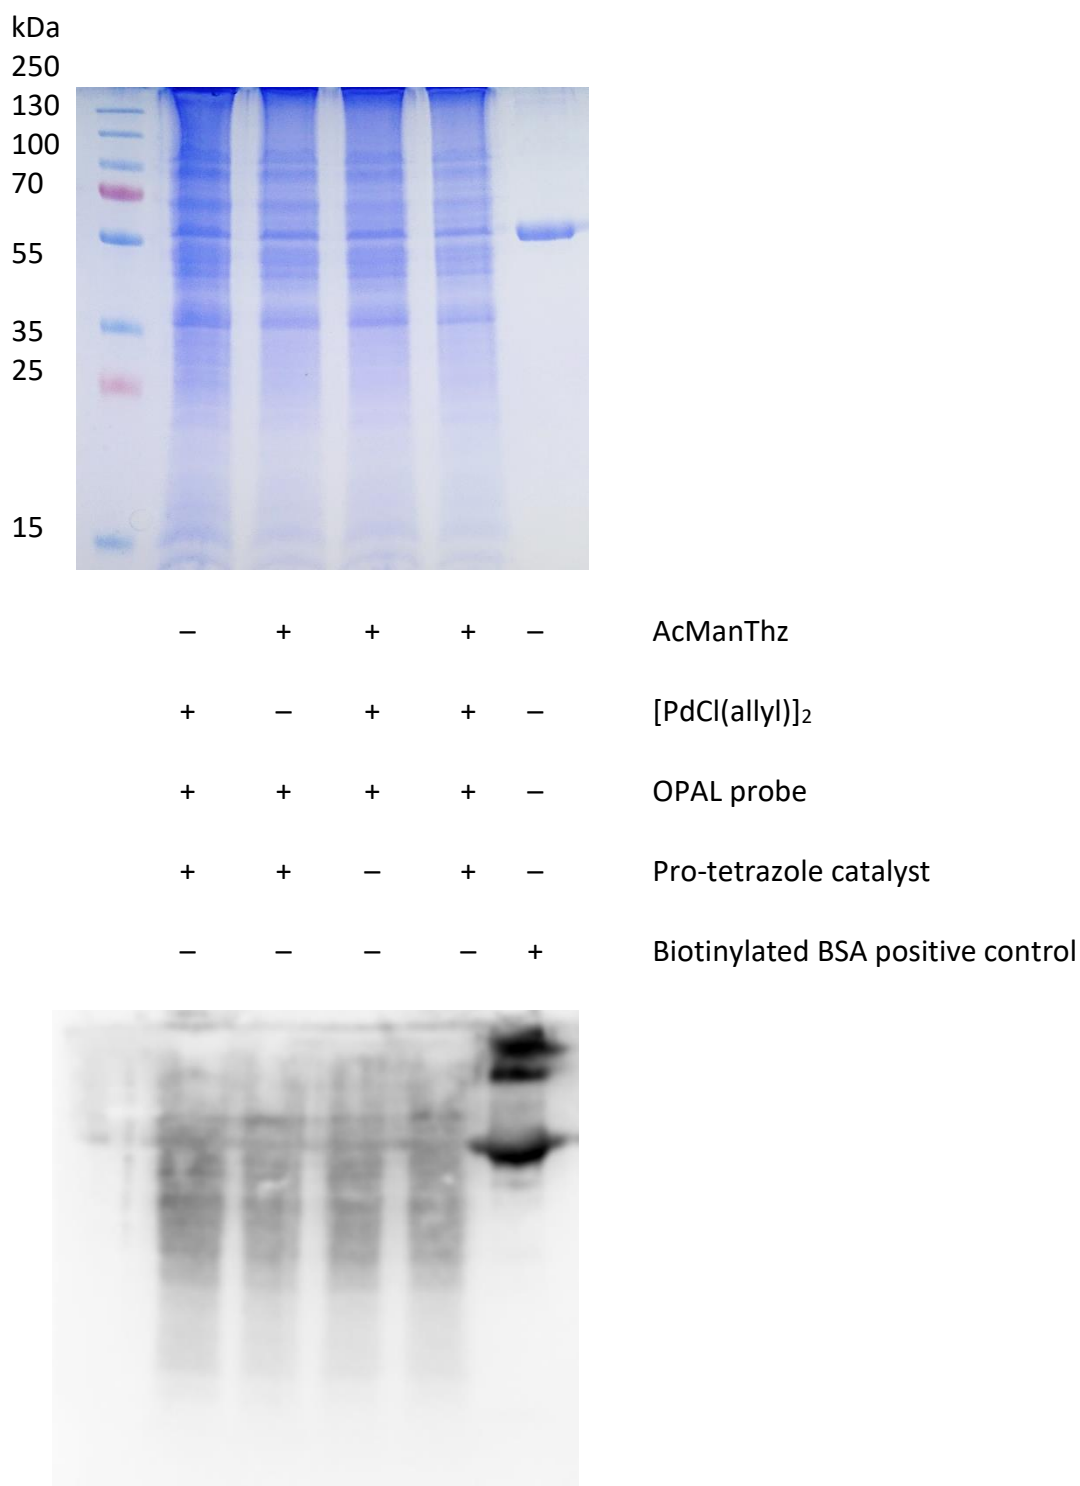 kDa
250
130
100
70
55
35
25
15
– + + + – AcManThz
+ – + + – [PdCl(allyl)]₂
+ + + + – OPAL probe
+ + – + – Pro-tetrazole catalyst
– – – – + Biotinylated BSA positive control